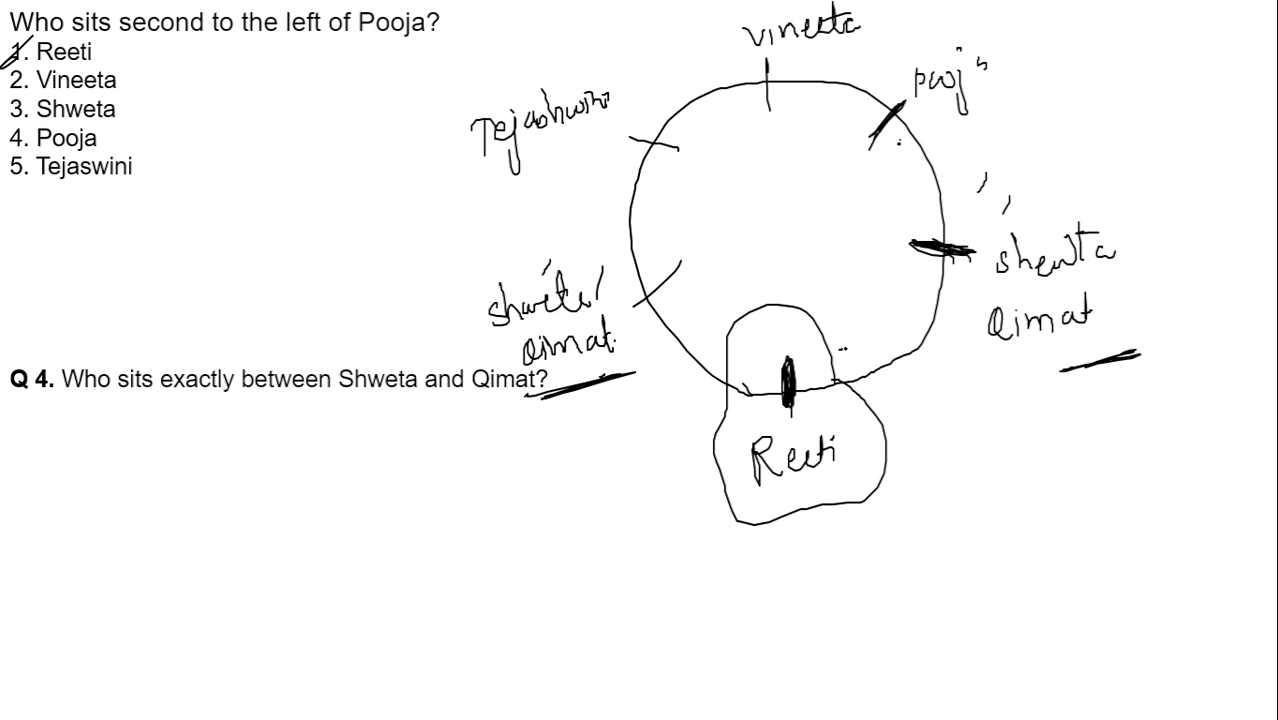 Who sits second to the left of Pooja?
1. Reeti
2. Vineeta
3. Shweta
4. Pooja
5. Tejaswini
vineeta
pooja
Tejashwini
shweta
Qimat
shweta/
Qimat
Q 4. Who sits exactly between Shweta and Qimat?
Reeti